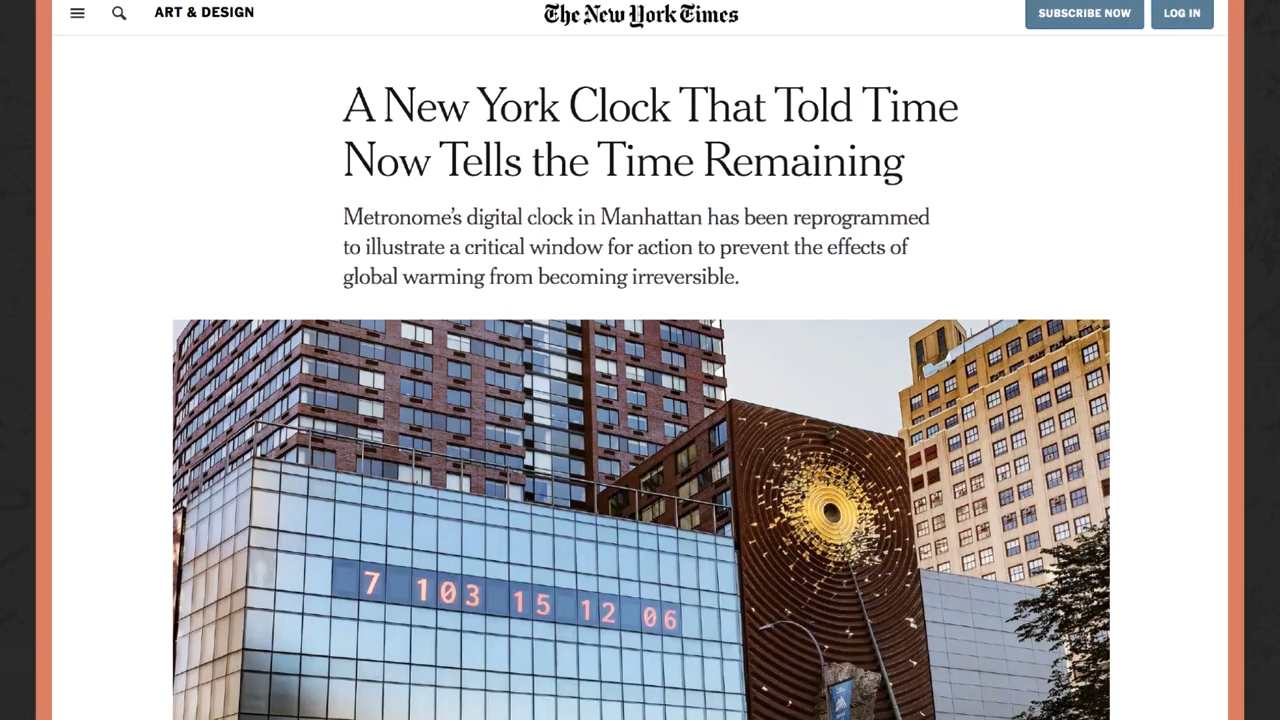 ART & DESIGN
The New York Times
SUBSCRIBE NOW
LOG IN
A New York Clock That Told Time
Now Tells the Time Remaining
Metronome's digital clock in Manhattan has been reprogrammed
to illustrate a critical window for action to prevent the effects of
global warming from becoming irreversible.
7 103 15 12 06